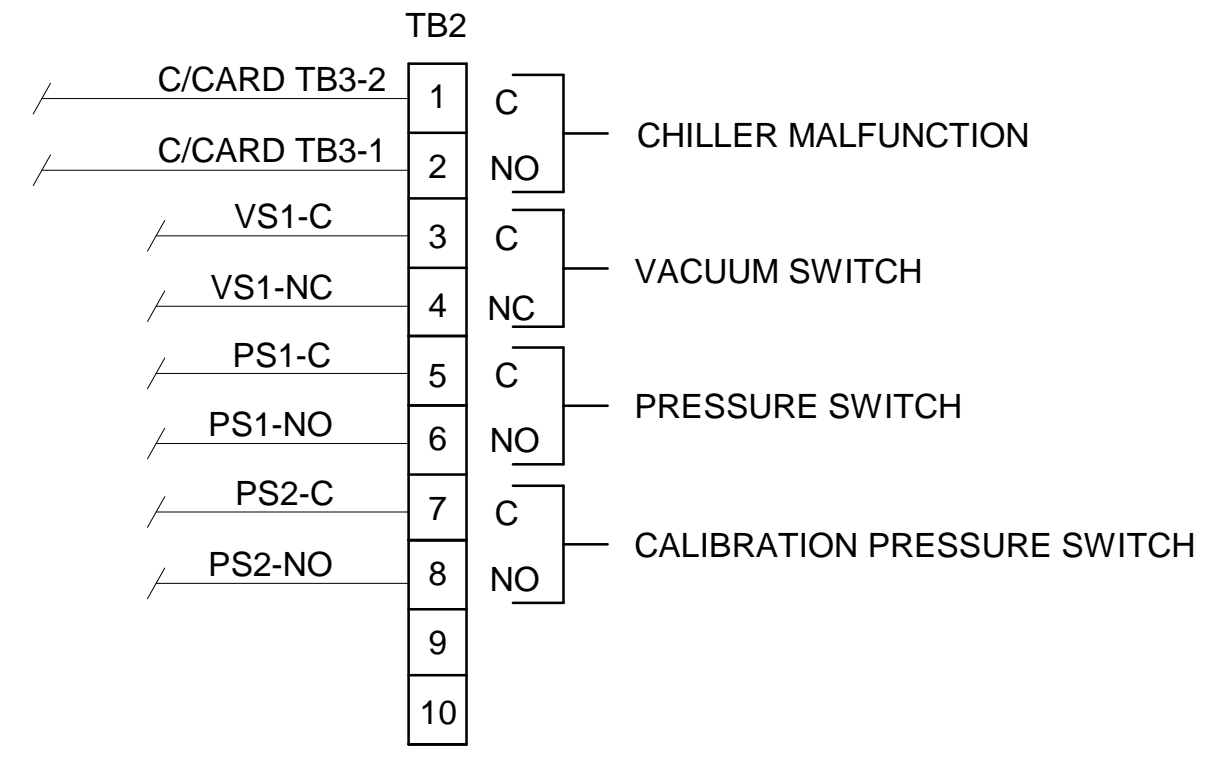 TB2
C/CARD TB3-2 1 C
CHILLER MALFUNCTION
C/CARD TB3-1 2 NO
VS1-C 3 C
VACUUM SWITCH
VS1-NC 4 NC
PS1-C 5 C
PRESSURE SWITCH
PS1-NO 6 NO
PS2-C 7 C
CALIBRATION PRESSURE SWITCH
PS2-NO 8 NO
9
10